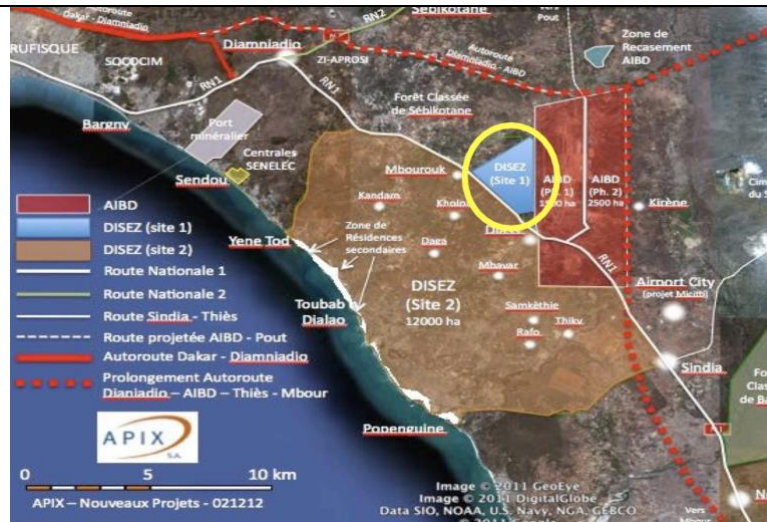 Autoroute
Dakar - Diamniadio
RN2
Sébikotane
Vers
Pout
RUFISQUE
Diamniadio
SOCOCIM
ZI-APROSI
Autoroute
Diamniadio - AIBD
Zone de
Recasement
AIBD
RN1
RN1
Forêt Classée
de Sébikotane
Bargny
Port
minéralier
Centrales
SENELEC
Sendou
Mbourouk
DISEZ
(Site 1)
AIBD
(Ph. 1)
AIBD
(Ph. 2)
2500 ha
Kirène
Kandam
Yene Tod
Zone de
Résidences
secondaires
Daga
Mbayar
RN1
Toubab
Dialao
DISEZ
(Site 2)
12000 ha
Samkèthie
Rafo
Thiky
Airport City
Sindia
Popenguine
AIBD
DISEZ (site 1)
DISEZ (site 2)
Route Nationale 1
Route Nationale 2
Route Sindia - Thiès
Route projetée AIBD - Pout
Autoroute Dakar - Diamniadio
Prolongement Autoroute
Dianiadio – AIBD – Thiès - Mbour
APIX
S.A.
0 5 10 km
APIX – Nouveaux Projets - 021212
Image © 2011 GeoEye
Image © 2011 DigitalGlobe
Data SIO, NOAA, U.S. Navy, NGA, GEBCO
Vers